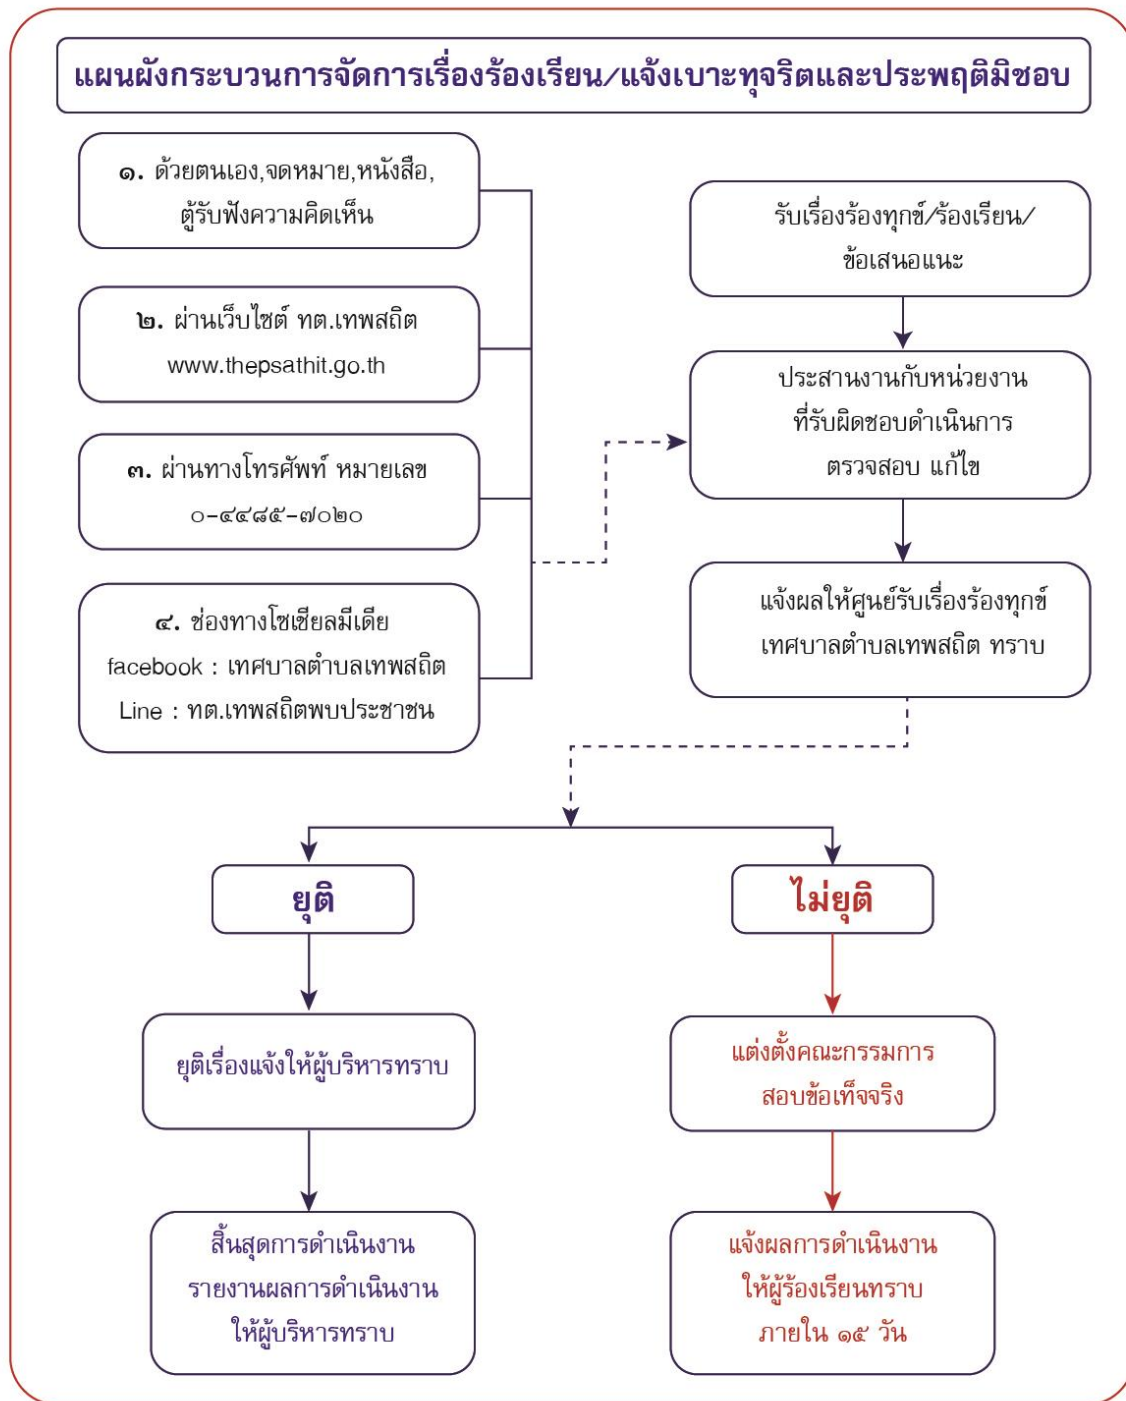 แผนผังกระบวนการจัดการเรื่องร้องเรียน/แจ้งเบาะทุจริตและประพฤติมิชอบ
๑. ด้วยตนเอง,จดหมาย,หนังสือ,
ตู้รับฟังความคิดเห็น
๒. ผ่านเว็บไซต์ ทต.เทพสถิต
www.thepsathit.go.th
๓. ผ่านทางโทรศัพท์ หมายเลข
๐-๔๔๘๕-๗๐๒๐
๔. ช่องทางโซเชียลมีเดีย
facebook : เทศบาลตำบลเทพสถิต
Line : ทต.เทพสถิตพบประชาชน
รับเรื่องร้องทุกข์/ร้องเรียน/
ข้อเสนอแนะ
ประสานงานกับหน่วยงาน
ที่รับผิดชอบดำเนินการ
ตรวจสอบ แก้ไข
แจ้งผลให้ศูนย์รับเรื่องร้องทุกข์
เทศบาลตำบลเทพสถิต ทราบ
ยุติ
ยุติเรื่องแจ้งให้ผู้บริหารทราบ
สิ้นสุดการดำเนินงาน
รายงานผลการดำเนินงาน
ให้ผู้บริหารทราบ
ไม่ยุติ
แต่งตั้งคณะกรรมการ
สอบข้อเท็จจริง
แจ้งผลการดำเนินงาน
ให้ผู้ร้องเรียนทราบ
ภายใน ๑๕ วัน